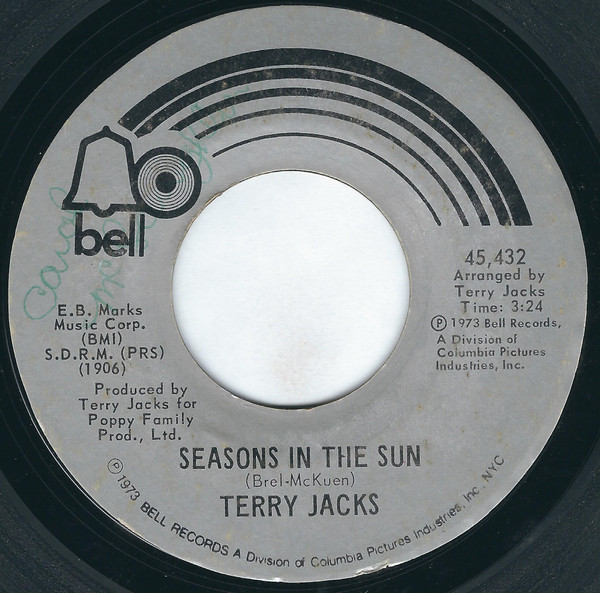 bell
Carol
45,432
Arranged by
Terry Jacks
Time: 3:24
℗ 1973 Bell Records,
A Division of
Columbia Pictures
Industries, Inc.
E.B. Marks
Music Corp.
(BMI)
S.D.R.M. (PRS)
(1906)
Produced by
Terry Jacks for
Poppy Family
Prod., Ltd.
SEASONS IN THE SUN
(Brel-McKuen)
TERRY JACKS
℗ 1973 BELL RECORDS A Division of Columbia Pictures Industries, Inc. NYC